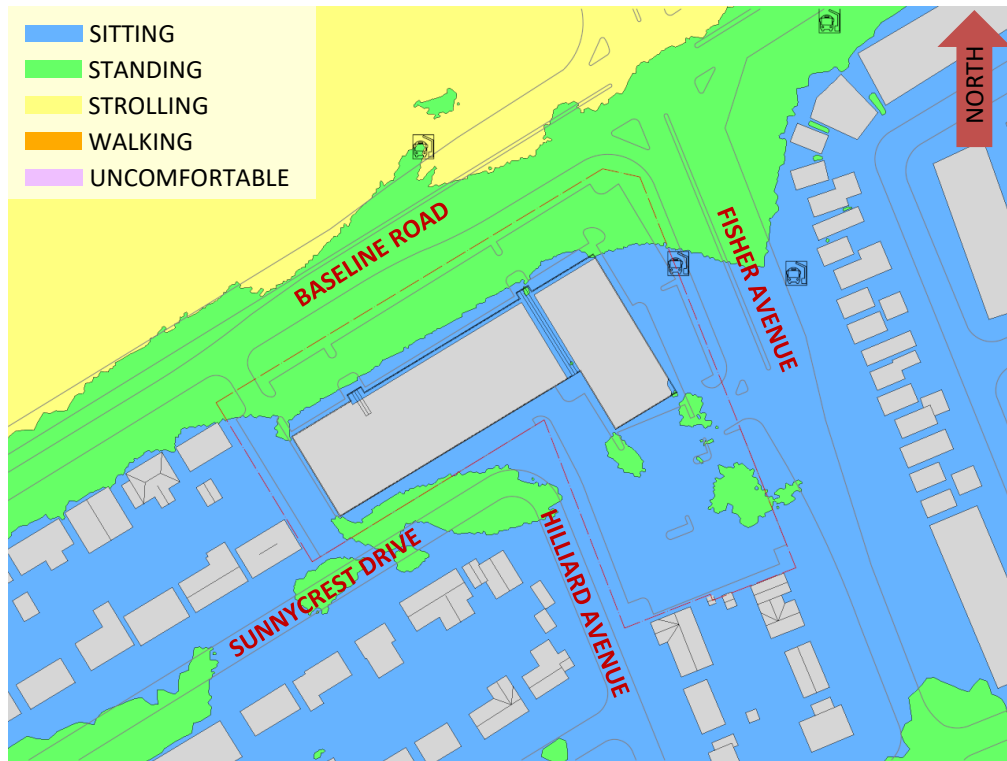 SITTING
STANDING
STROLLING
WALKING
UNCOMFORTABLE
NORTH
BASELINE ROAD
FISHER AVENUE
SUNNYCREST DRIVE
HILLIARD AVENUE